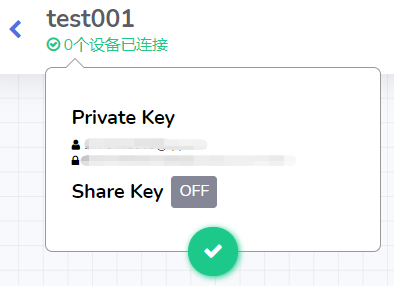 test001
0个设备已连接
Private Key
Share Key OFF